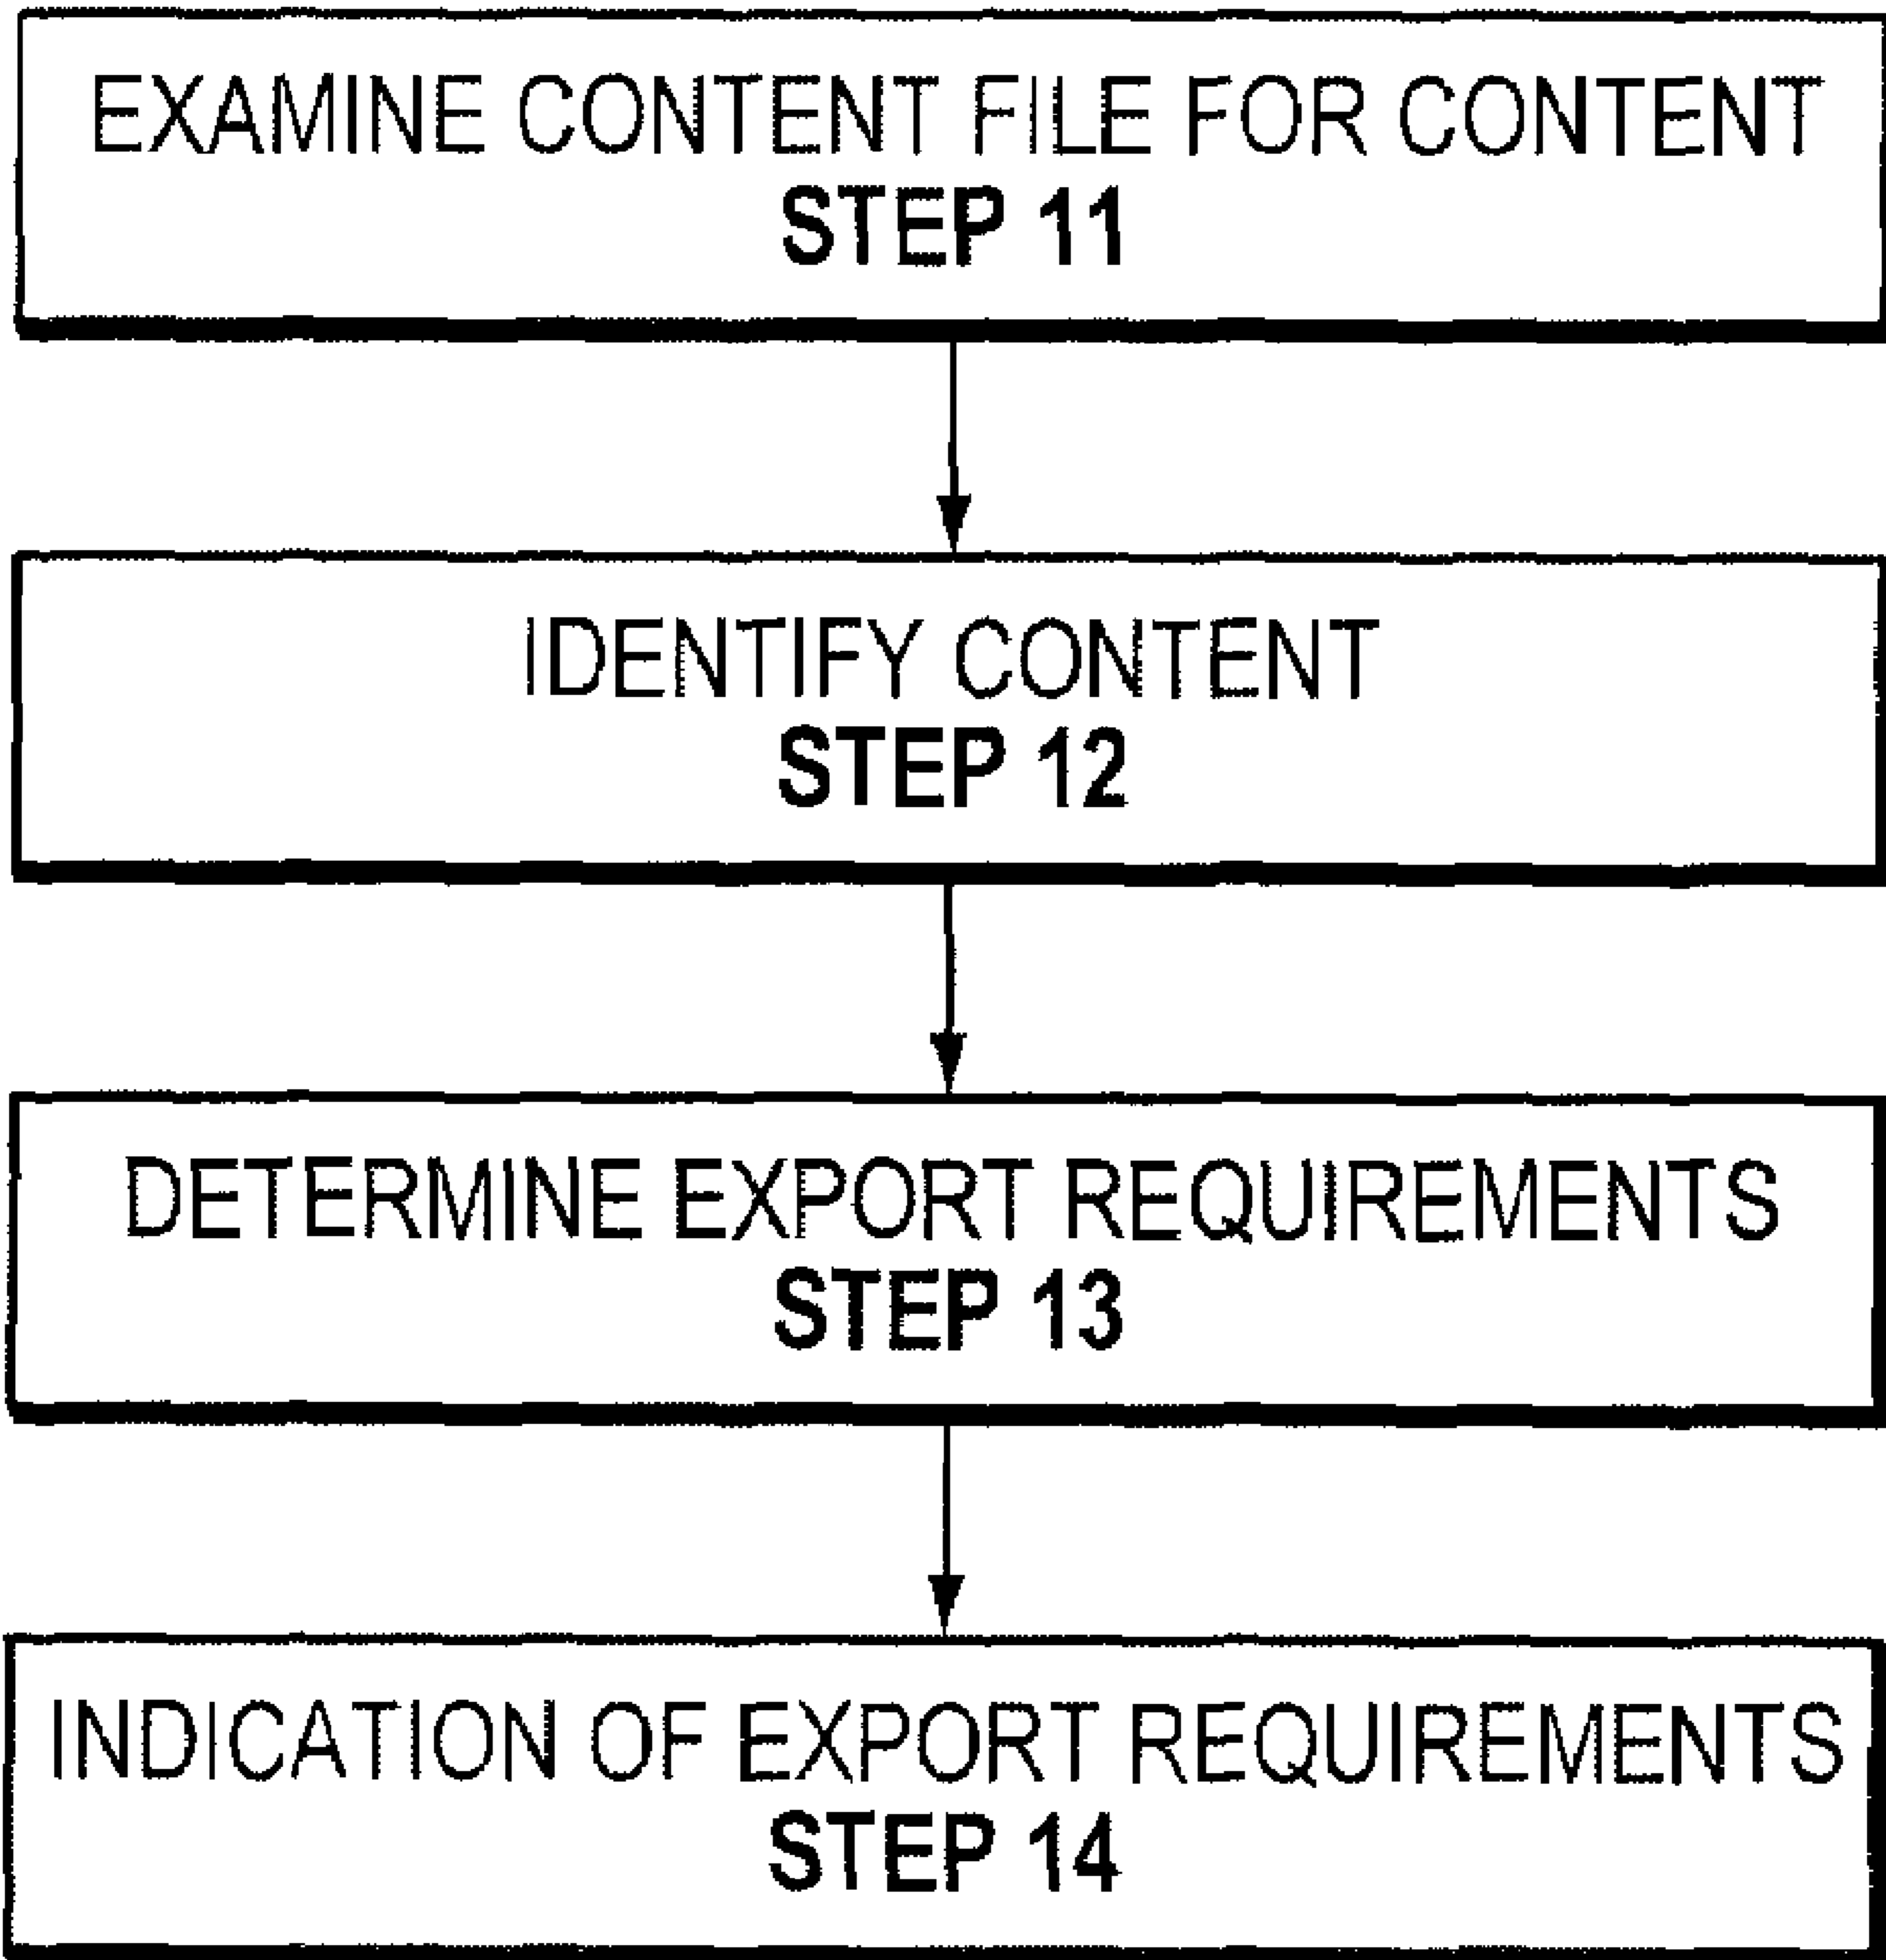 EXAMINE CONTENT FILE FOR CONTENT
STEP 11
IDENTIFY CONTENT
STEP 12
DETERMINE EXPORT REQUIREMENTS
STEP 13
INDICATION OF EXPORT REQUIREMENTS
STEP 14